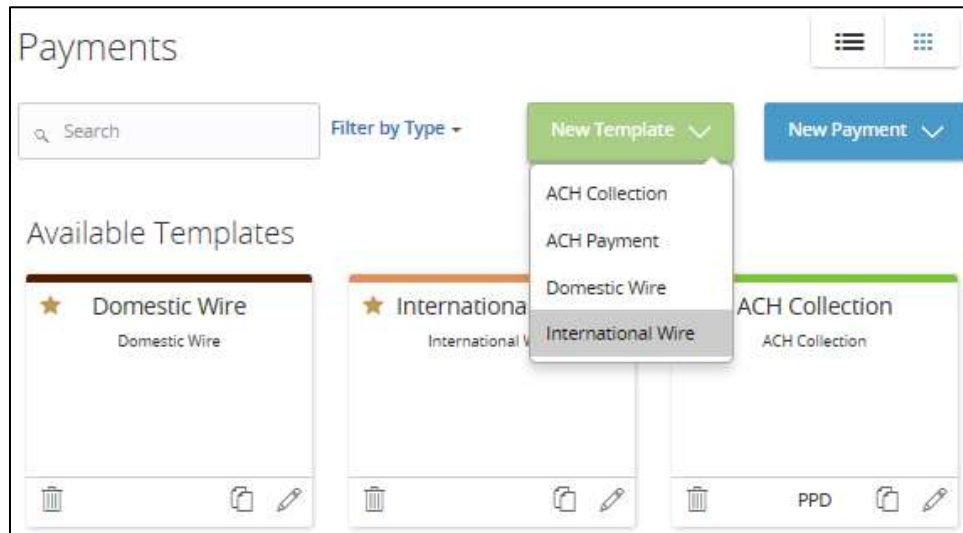 Payments
Search
Filter by Type
New Template
New Payment
ACH Collection
ACH Payment
Domestic Wire
International Wire
Available Templates
Domestic Wire
Domestic Wire
Internationa
International
ACH Collection
ACH Collection
PPD